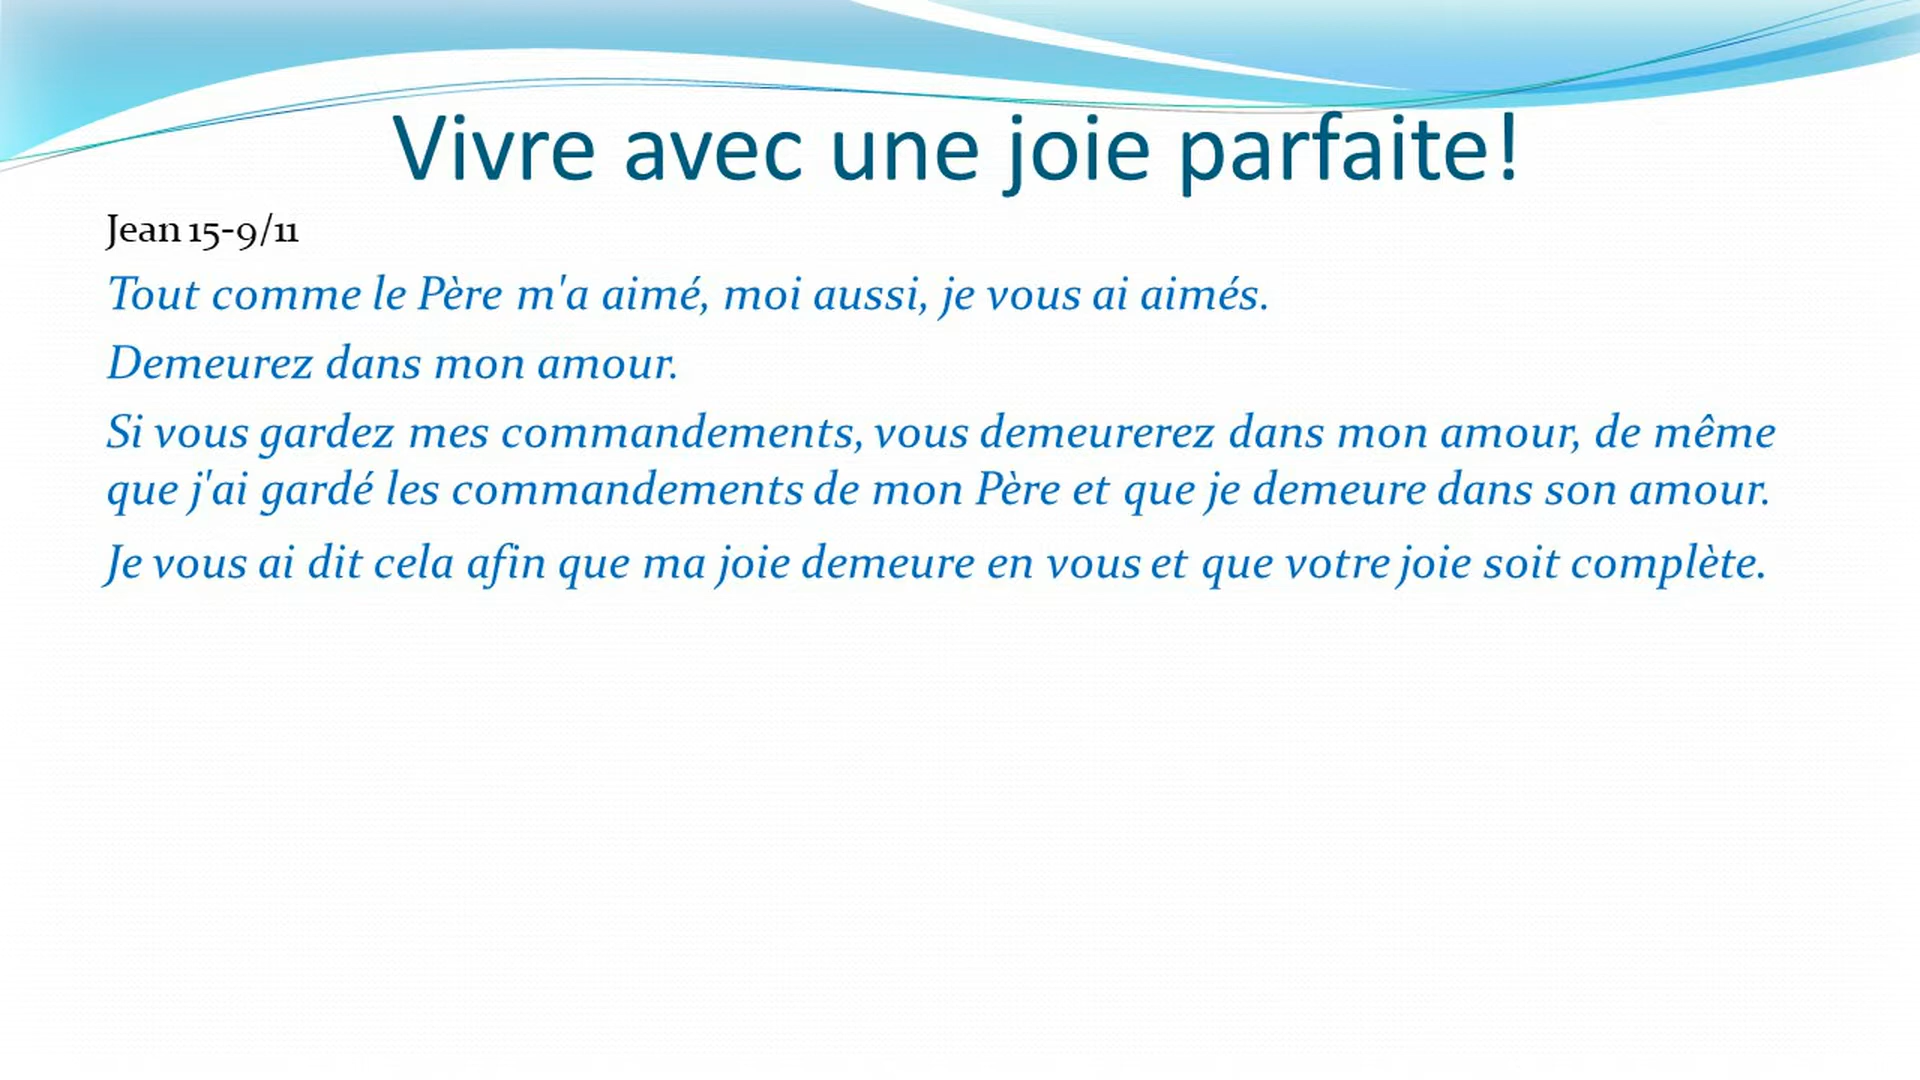 Vivre avec une joie parfaite!
Jean 15-9/11
Tout comme le Père m'a aimé, moi aussi, je vous ai aimés.
Demeurez dans mon amour.
Si vous gardez mes commandements, vous demeurerez dans mon amour, de même
que j'ai gardé les commandements de mon Père et que je demeure dans son amour.
Je vous ai dit cela afin que ma joie demeure en vous et que votre joie soit complète.